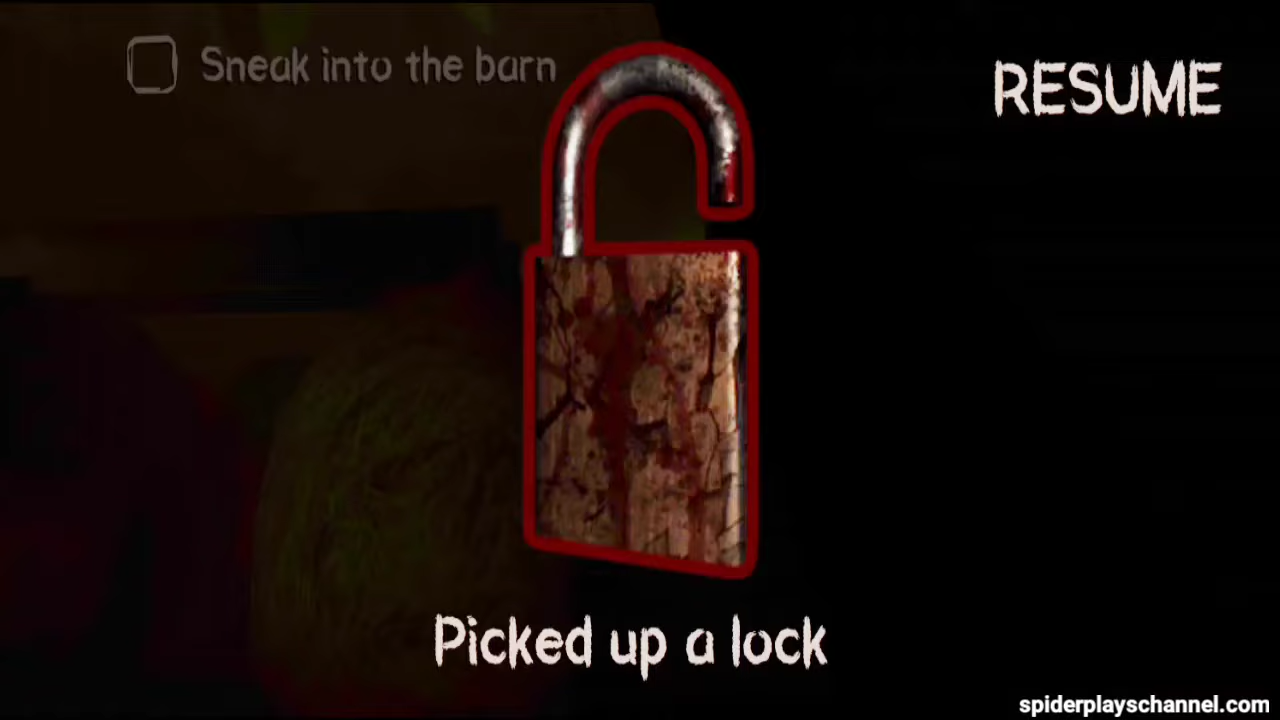 Sneak into the barn
RESUME
Picked up a lock
spiderplayschannel.com